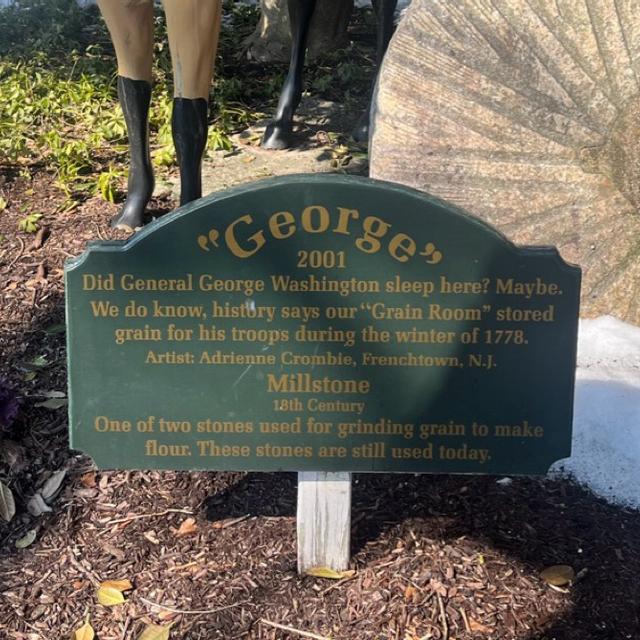 "George"
2001
Did General George Washington sleep here? Maybe.
We do know, history says our "Grain Room" stored
grain for his troops during the winter of 1778.
Artist: Adrienne Crombie, Frenchtown, N.J.
Millstone
18th Century
One of two stones used for grinding grain to make
flour. These stones are still used today.